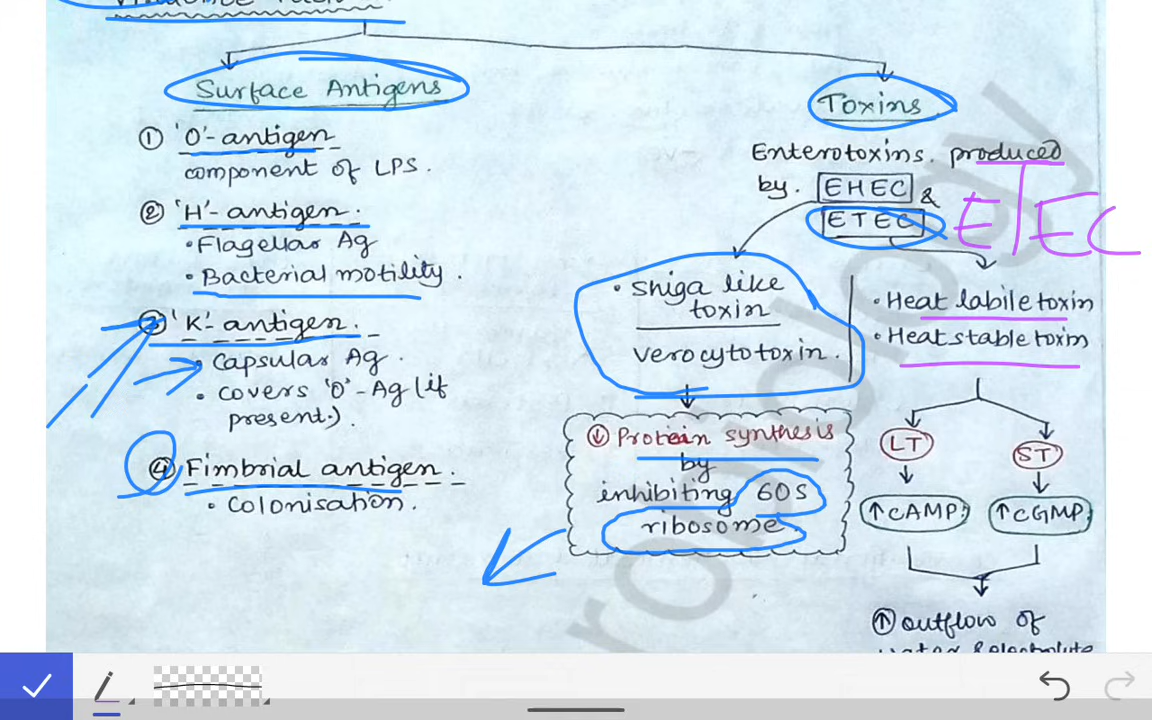 Surface Antigens
① 'O'-antigen
component of LPS.
② 'H'-antigen.
• Flagellar Ag
• Bacterial motility.
③ 'K'-antigen.
• Capsular Ag.
• covers 'O'-Ag (if
present.)
④ Fimbrial antigen.
• Colonisation.
Toxins
Enterotoxins. produced
by. EHEC &
ETEC
ETEC
• shiga like
toxin
verocytotoxin.
↓ Protein synthesis
by
inhibiting 60S
ribosome.
• Heat labile toxin
• Heat stable toxin
LT
ST
↑cAMP
↑cGMP
↑ outflow of